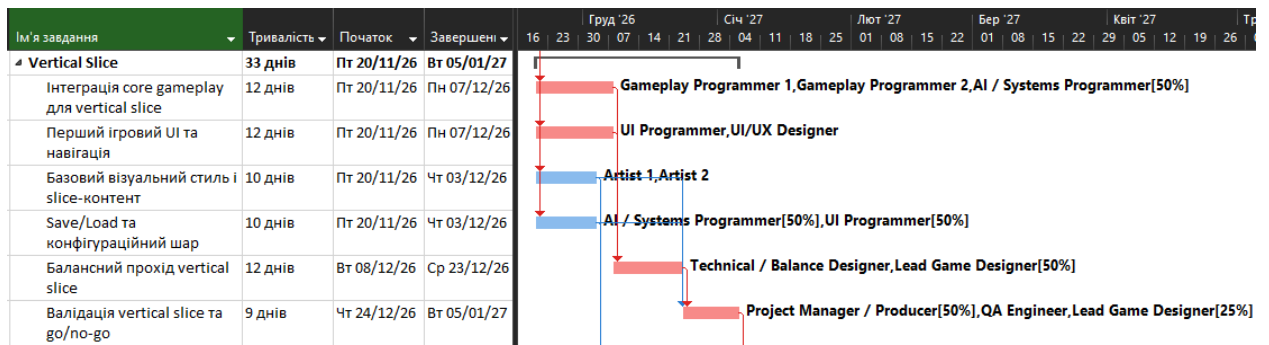 Груд '26 Січ '27 Лют '27 Бер '27 Квіт '27
Ім'я завдання Тривалість Початок 16 23 30 07 14 21 28 04 11 18 25 01 08 15 22 01 08 15 22 29 05 12 19 26
Vertical Slice 33 днів Пт 20/11/26 Вт 05/01/27
Інтеграція core gameplay 12 днів Пт 20/11/26 Пн 07/12/26 Gameplay Programmer 1,Gameplay Programmer 2,AI / Systems Programmer[50%]
для vertical slice
Перший ігровий UI та 12 днів Пт 20/11/26 Пн 07/12/26 UI Programmer,UI/UX Designer
навігація
Базовий візуальний стиль і 10 днів Пт 20/11/26 Чт 03/12/26 Artist 1,Artist 2
slice-контент
Save/Load та 10 днів Пт 20/11/26 Чт 03/12/26 AI / Systems Programmer[50%],UI Programmer[50%]
конфігураційний шар
Балансний прохід vertical 12 днів Вт 08/12/26 Ср 23/12/26 Technical / Balance Designer,Lead Game Designer[50%]
slice
Валідація vertical slice та 9 днів Чт 24/12/26 Вт 05/01/27 Project Manager / Producer[50%],QA Engineer,Lead Game Designer[25%]
go/no-go